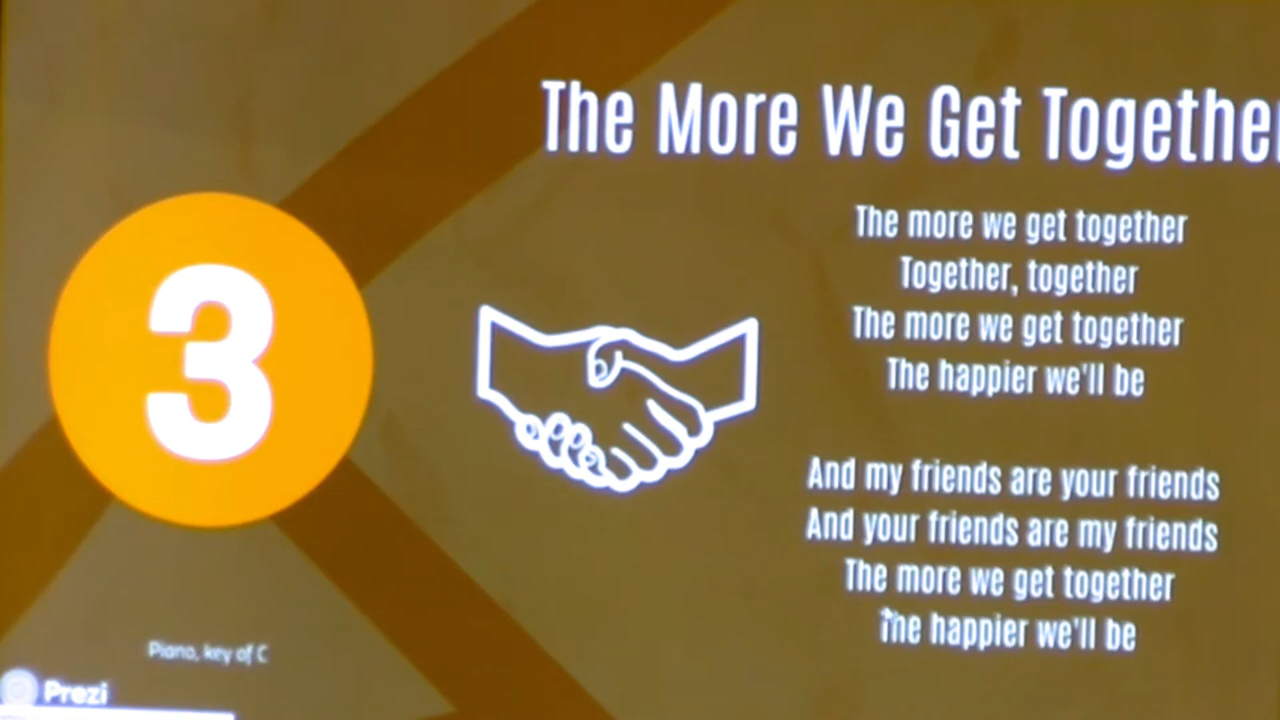 The More We Get Together
3
The more we get together
Together, together
The more we get together
The happier we'll be
And my friends are your friends
And your friends are my friends
The more we get together
The happier we'll be
Piano, key of C
Prezi